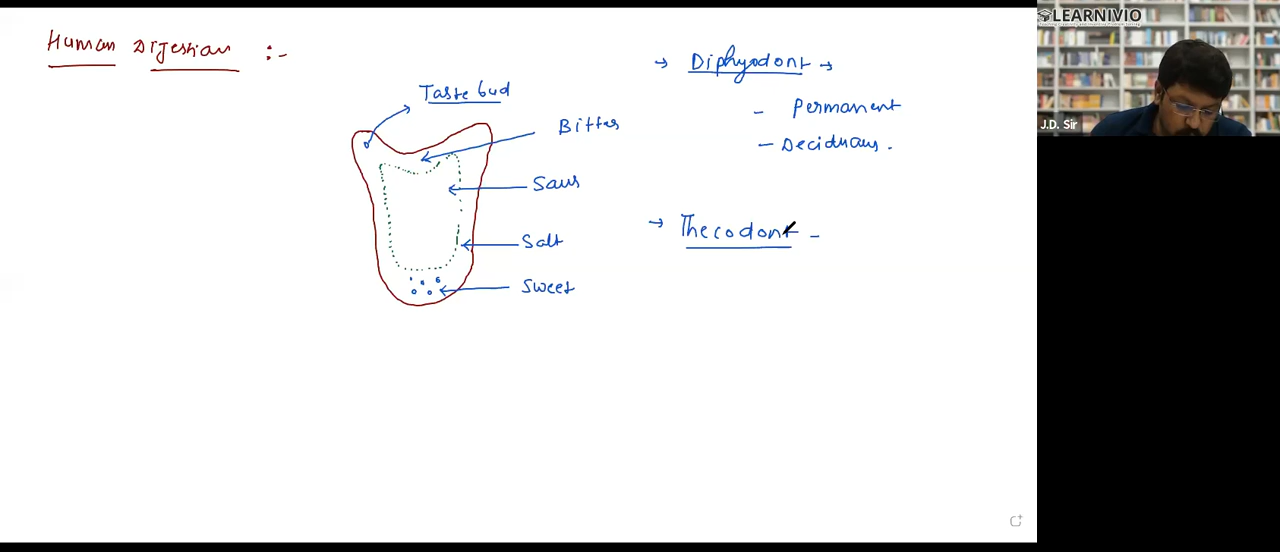 Human Digestion :-
Taste bud
Bitter
Sour
Salt
Sweet
→ Diphyodont →
- Permanent
- Deciduous.
→ Thecodont -
LEARNIVIO
J.D. Sir